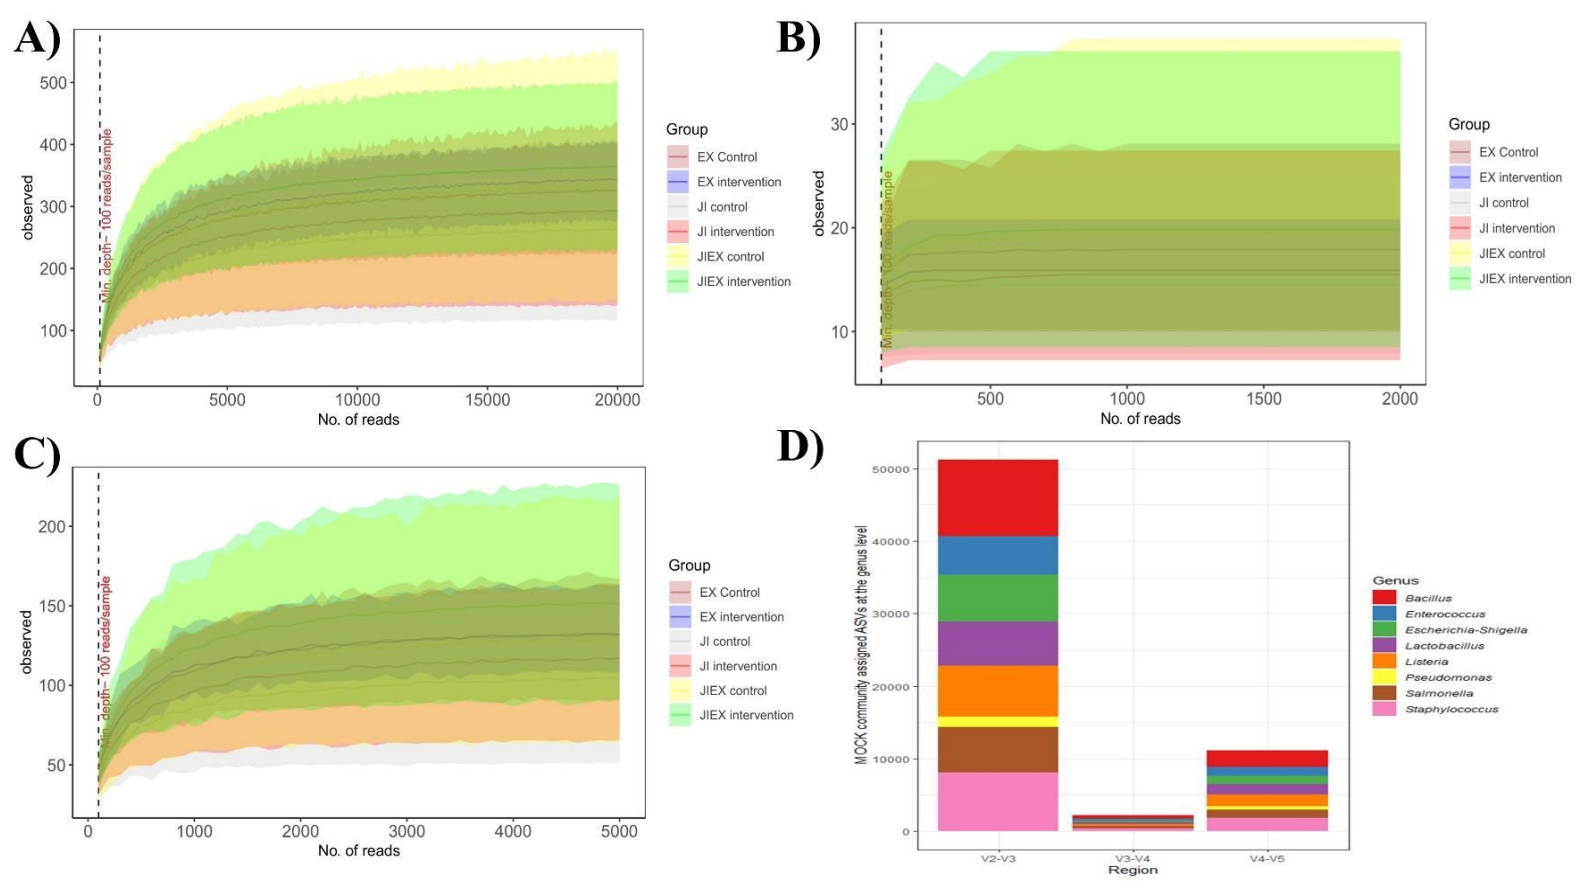 A)
500
400
300
200
100
observed
Min. depth- 100 reads/sample
0
5000
10000
15000
20000
No. of reads
Group
EX Control
EX intervention
JI control
JI intervention
JIEX control
JIEX intervention
B)
30
20
10
observed
Min. depth- 100 reads/sample
500
1000
1500
2000
No. of reads
Group
EX Control
EX intervention
JI control
JI intervention
JIEX control
JIEX intervention
C)
200
150
100
50
observed
Min. depth- 100 reads/sample
0
1000
2000
3000
4000
5000
No. of reads
Group
EX Control
EX intervention
JI control
JI intervention
JIEX control
JIEX intervention
D)
50000
40000
30000
20000
10000
0
MOCK community assigned ASVs at the genus level
V2-V3
V3-V4
V4-V5
Region
Genus
Bacillus
Enterococcus
Escherichia-Shigella
Lactobacillus
Listeria
Pseudomonas
Salmonella
Staphylococcus